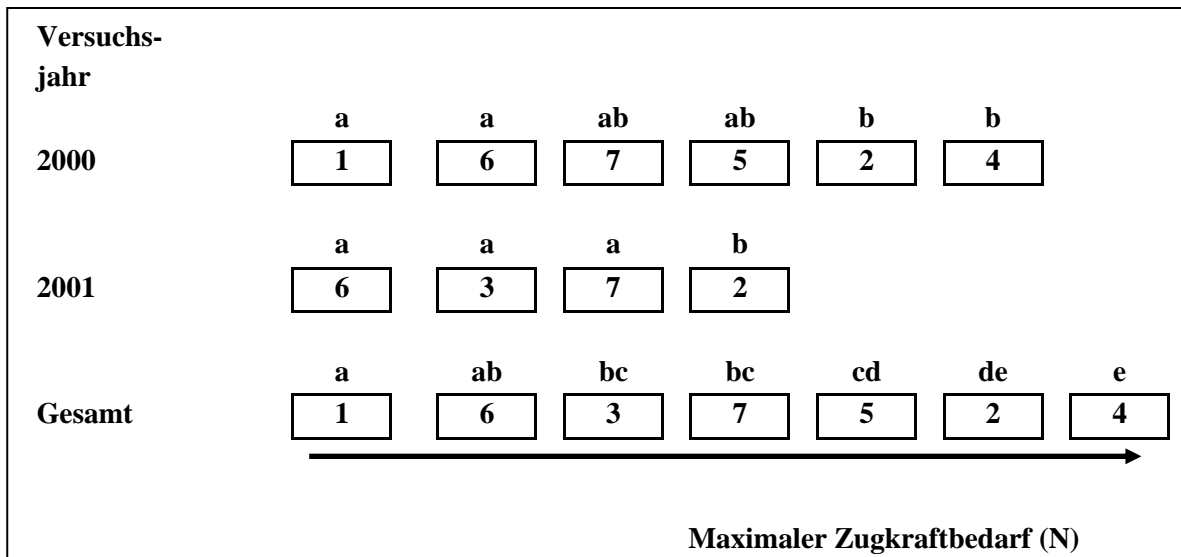 Versuchs-
jahr
a a ab ab b b
2000 1 6 7 5 2 4
a a a b
2001 6 3 7 2
a ab bc bc cd de e
Gesamt 1 6 3 7 5 2 4
Maximaler Zugkraftbedarf (N)